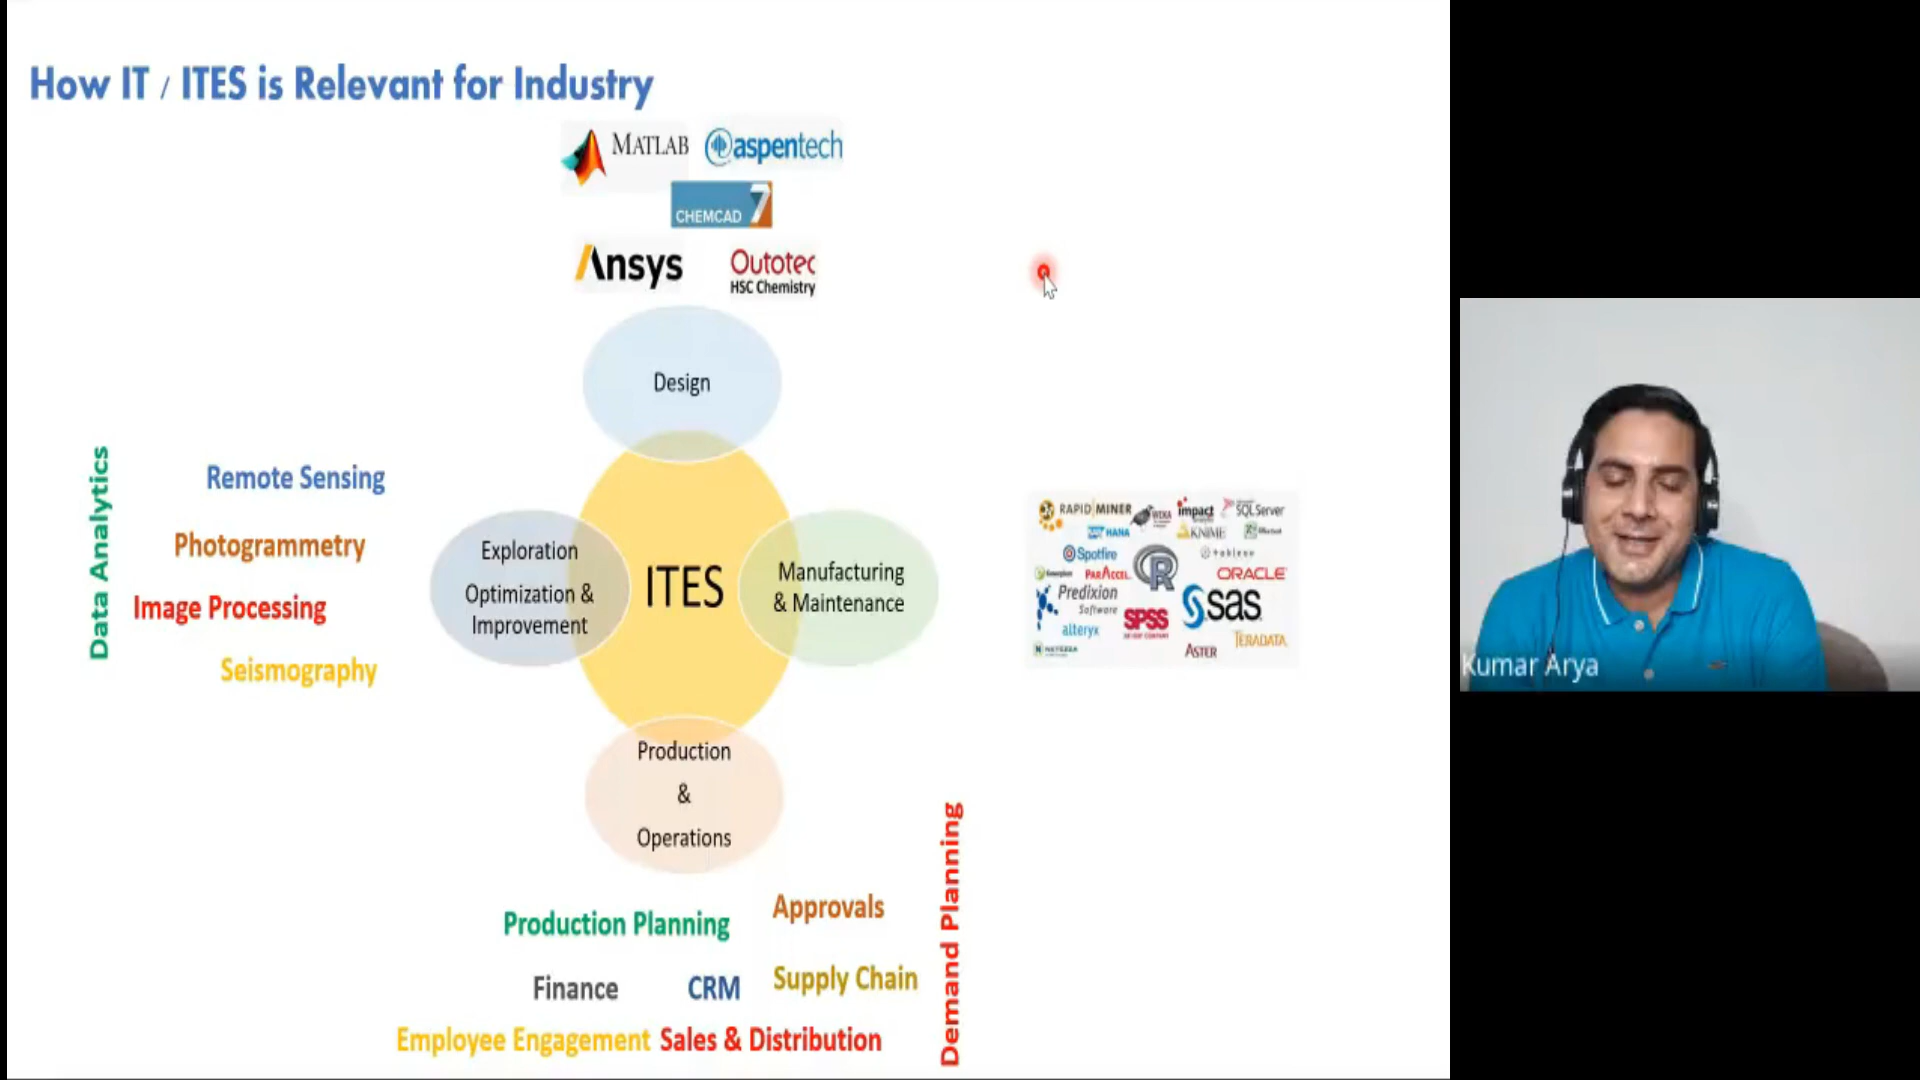 How IT / ITES is Relevant for Industry
MATLAB
aspentech
CHEMCAD 7
Ansys
Outotec
HSC Chemistry
Design
Data Analytics
Remote Sensing
Photogrammetry
Image Processing
Seismography
Exploration
Optimization &
Improvement
ITES
Manufacturing
& Maintenance
RAPID MINER
WEKA
impact
SQL Server
HANA
KNIME
Spotfire
tableau
R
PARACCEL
ORACLE
Predixion
Software
sas
SPSS
alteryx
NETEZZA
ASTER
TERADATA
Kumar Arya
Production
&
Operations
Production Planning
Approvals
Finance
CRM
Supply Chain
Employee Engagement
Sales & Distribution
Demand Planning